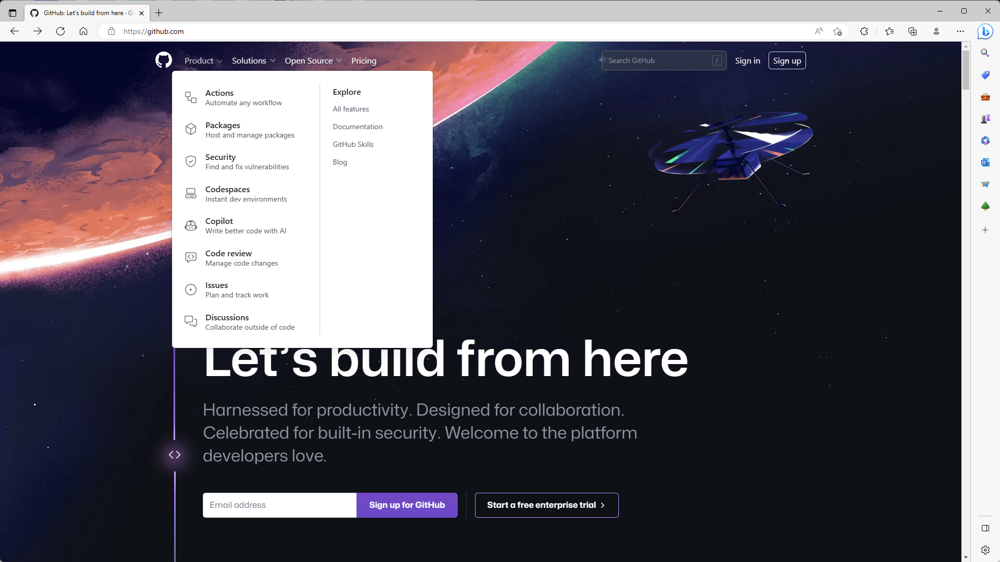 GitHub: Let's build from here · Gi
https://github.com
Product
Solutions
Open Source
Pricing
Search GitHub
/
Sign in
Sign up
Actions
Automate any workflow
Packages
Host and manage packages
Security
Find and fix vulnerabilities
Codespaces
Instant dev environments
Copilot
Write better code with AI
Code review
Manage code changes
Issues
Plan and track work
Discussions
Collaborate outside of code
Explore
All features
Documentation
GitHub Skills
Blog
Let's build from here
Harnessed for productivity. Designed for collaboration.
Celebrated for built-in security. Welcome to the platform
developers love.
Email address
Sign up for GitHub
Start a free enterprise trial